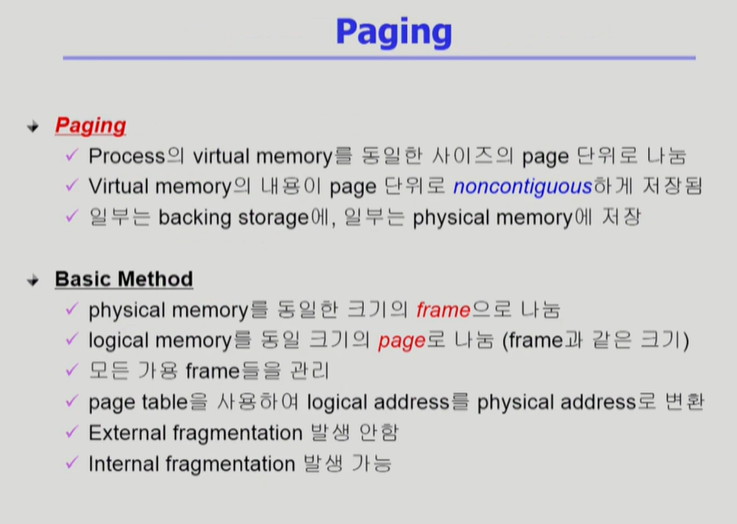 Paging
Paging
Process의 virtual memory를 동일한 사이즈의 page 단위로 나눔
Virtual memory의 내용이 page 단위로 noncontiguous하게 저장됨
일부는 backing storage에, 일부는 physical memory에 저장
Basic Method
physical memory를 동일한 크기의 frame으로 나눔
logical memory를 동일 크기의 page로 나눔 (frame과 같은 크기)
모든 가용 frame들을 관리
page table을 사용하여 logical address를 physical address로 변환
External fragmentation 발생 안함
Internal fragmentation 발생 가능